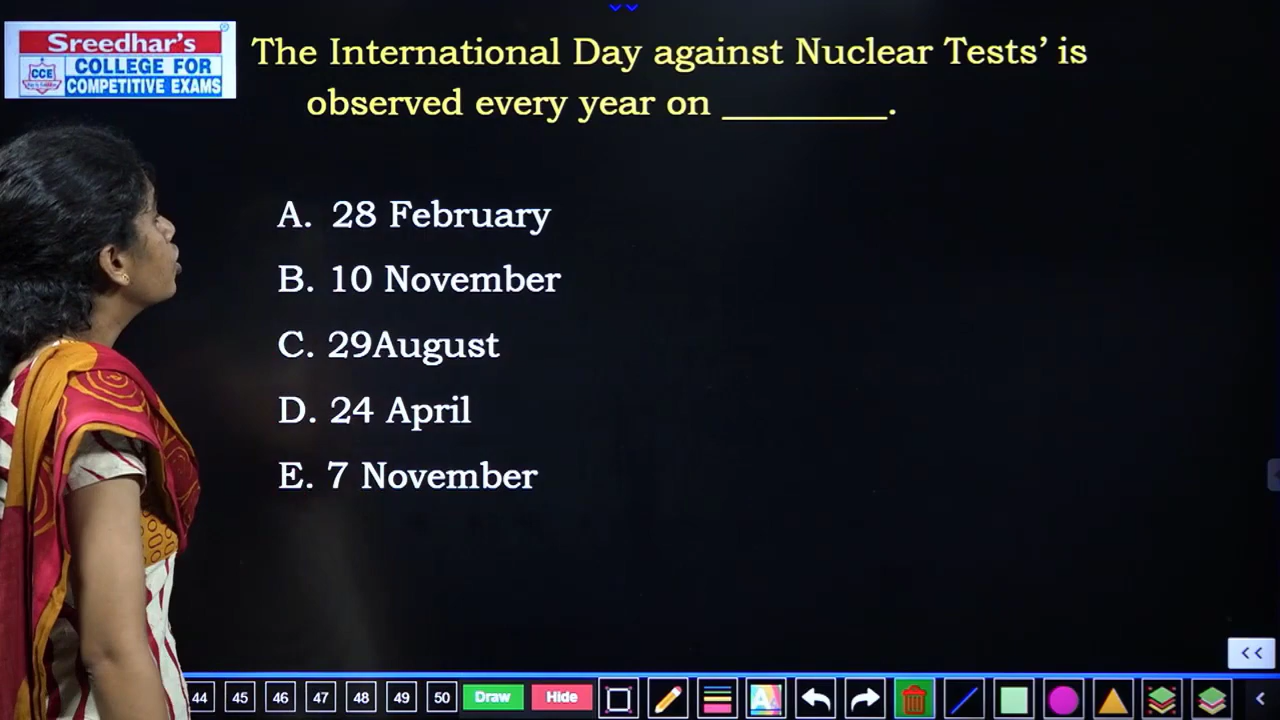 Sreedhar's
CCE
COLLEGE FOR
COMPETITIVE EXAMS
The International Day against Nuclear Tests’ is
observed every year on ________.
A. 28 February
B. 10 November
C. 29August
D. 24 April
E. 7 November
44 45 46 47 48 49 50 Draw Hide